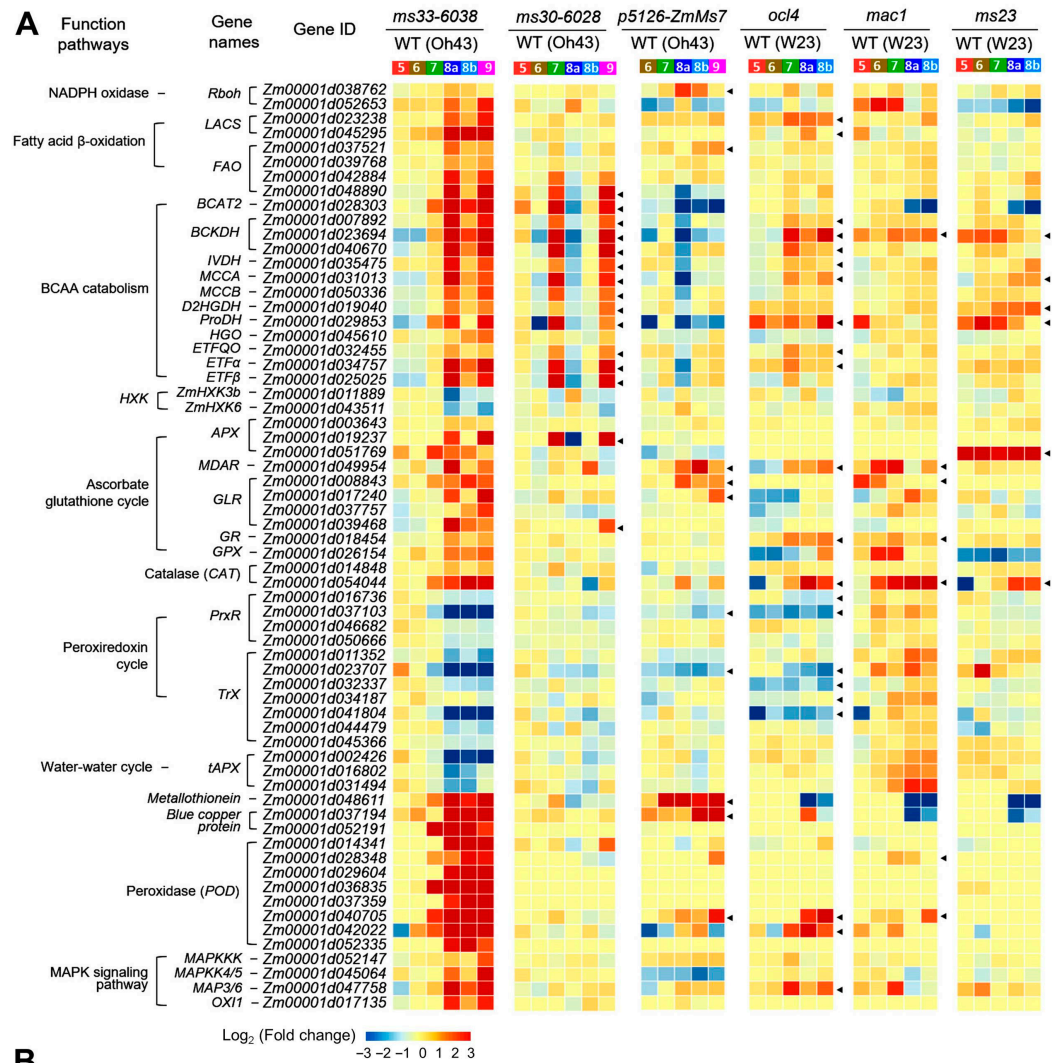 A
Function pathways
Gene names
Gene ID
ms33-6038
ms30-6028
p5126-ZmMs7
ocl4
mac1
ms23
WT (Oh43)
WT (Oh43)
WT (Oh43)
WT (W23)
WT (W23)
WT (W23)
5 6 7 8a 8b 9
5 6 7 8a 8b 9
6 7 8a 8b 9
5 6 7 8a 8b
5 6 7 8a 8b
5 6 7 8a 8b
NADPH oxidase – Rboh Zm00001d038762
Zm00001d052653
Fatty acid β-oxidation LACS Zm00001d023238
Zm00001d045295
FAO Zm00001d037521
Zm00001d039768
Zm00001d042884
Zm00001d048890
BCAA catabolism BCAT2 – Zm00001d028303
BCKDH Zm00001d007892
Zm00001d023694
Zm00001d040670
IVDH – Zm00001d035475
MCCA – Zm00001d031013
MCCB – Zm00001d050336
D2HGDH – Zm00001d019040
ProDH – Zm00001d029853
HGO – Zm00001d045610
ETFQO – Zm00001d032455
ETFα – Zm00001d034757
ETFβ – Zm00001d025025
HXK ZmHXK3b – Zm00001d011889
ZmHXK6 – Zm00001d043511
Ascorbate glutathione cycle APX Zm00001d003643
Zm00001d019237
Zm00001d051769
MDAR – Zm00001d049954
GLR Zm00001d008843
Zm00001d017240
Zm00001d037757
Zm00001d039468
GR – Zm00001d018454
GPX – Zm00001d026154
Catalase (CAT) Zm00001d014848
Zm00001d054044
Peroxiredoxin cycle PrxR Zm00001d016736
Zm00001d037103
Zm00001d046682
Zm00001d050666
TrX Zm00001d011352
Zm00001d023707
Zm00001d032337
Zm00001d034187
Zm00001d041804
Zm00001d044479
Zm00001d045366
Water-water cycle – tAPX Zm00001d002426
Zm00001d016802
Zm00001d031494
Metallothionein – Zm00001d048611
Blue copper protein Zm00001d037194
Zm00001d052191
Peroxidase (POD) Zm00001d014341
Zm00001d028348
Zm00001d029604
Zm00001d036835
Zm00001d037359
Zm00001d040705
Zm00001d042022
Zm00001d052335
MAPK signaling pathway MAPKKK – Zm00001d052147
MAPKK4/5 – Zm00001d045064
MAP3/6 – Zm00001d047758
OXI1 – Zm00001d017135
Log2 (Fold change)
−3 −2 −1 0 1 2 3
B